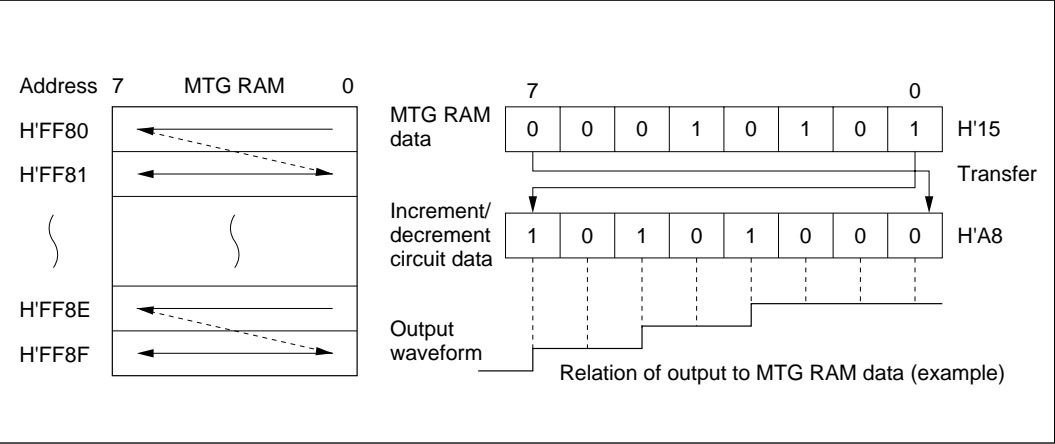 Address 7 MTG RAM 0
H'FF80
H'FF81
H'FF8E
H'FF8F
7 0
MTG RAM
data
0 0 0 1 0 1 0 1 H'15
Transfer
Increment/
decrement
circuit data
1 0 1 0 1 0 0 0 H'A8
Output
waveform
Relation of output to MTG RAM data (example)